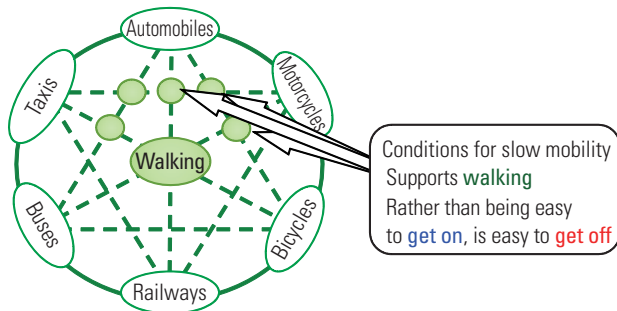 Automobiles
Taxis
Motorcycles
Walking
Conditions for slow mobility
Supports walking
Rather than being easy
to get on, is easy to get off
Buses
Bicycles
Railways